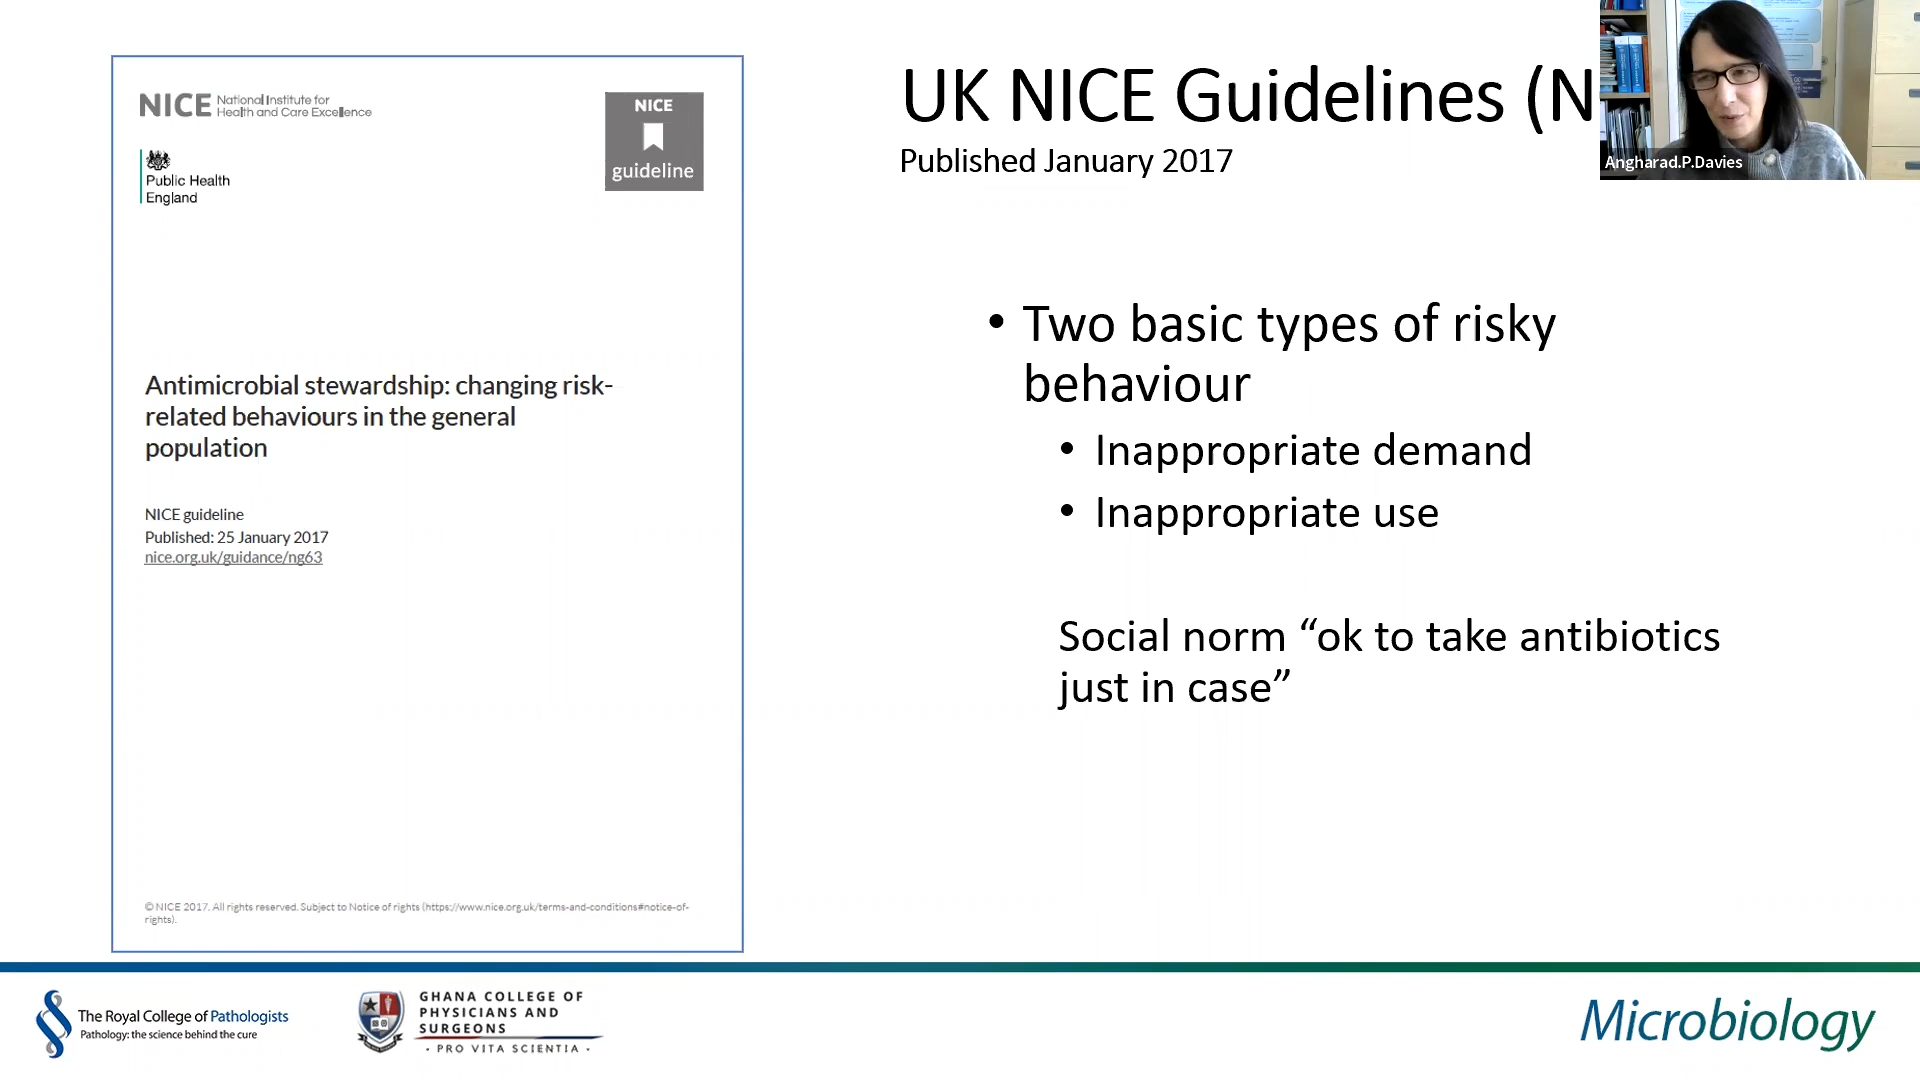 NICE National Institute for
Health and Care Excellence
NICE
guideline
Public Health
England
Antimicrobial stewardship: changing risk-
related behaviours in the general
population
NICE guideline
Published: 25 January 2017
nice.org.uk/guidance/ng63
© NICE 2017. All rights reserved. Subject to Notice of rights (https://www.nice.org.uk/terms-and-conditions#notice-of-
rights).
UK NICE Guidelines (N
Published January 2017
Angharad.P.Davies
• Two basic types of risky
behaviour
• Inappropriate demand
• Inappropriate use
Social norm “ok to take antibiotics
just in case”
The Royal College of Pathologists
Pathology: the science behind the cure
GHANA COLLEGE OF
PHYSICIANS AND
SURGEONS
- PRO VITA SCIENTIA -
Microbiology